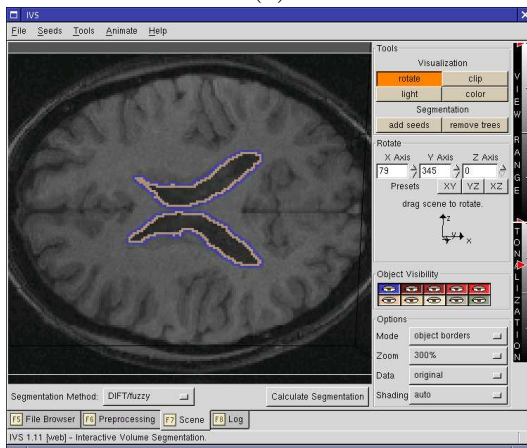 IVS
File Seeds Tools Animate Help
Tools
Visualization
rotate clip
light color
Segmentation
add seeds remove trees
Rotate
X Axis Y Axis Z Axis
79 345 0
Presets XY YZ XZ
drag scene to rotate.
z
y x
Object Visibility
Options
Mode object borders
Zoom 300%
Data original
Shading auto
VIEW RANGE
TONALIZATION
Segmentation Method: DIFT/fuzzy Calculate Segmentation
F5 File Browser F6 Preprocessing F7 Scene F8 Log
IVS 1.11 [web] - Interactive Volume Segmentation.